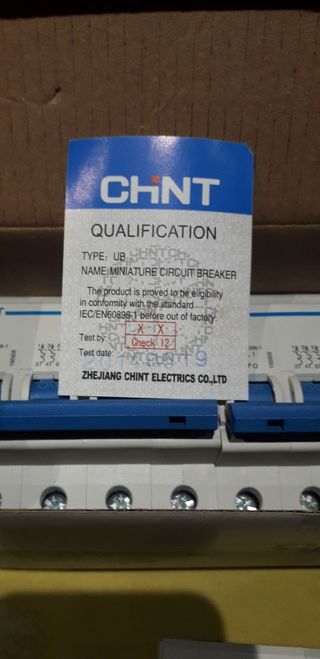 CHNT
QUALIFICATION
TYPE: UB
NAME:MINIATURE CIRCUIT BREAKER
The product is proved to be eligibility
in conformity with the standard
IEC/EN60898-1 before out of factory.
Test by: X X
Check 12
Test date:
ZHEJIANG CHINT ELECTRICS CO.,LTD